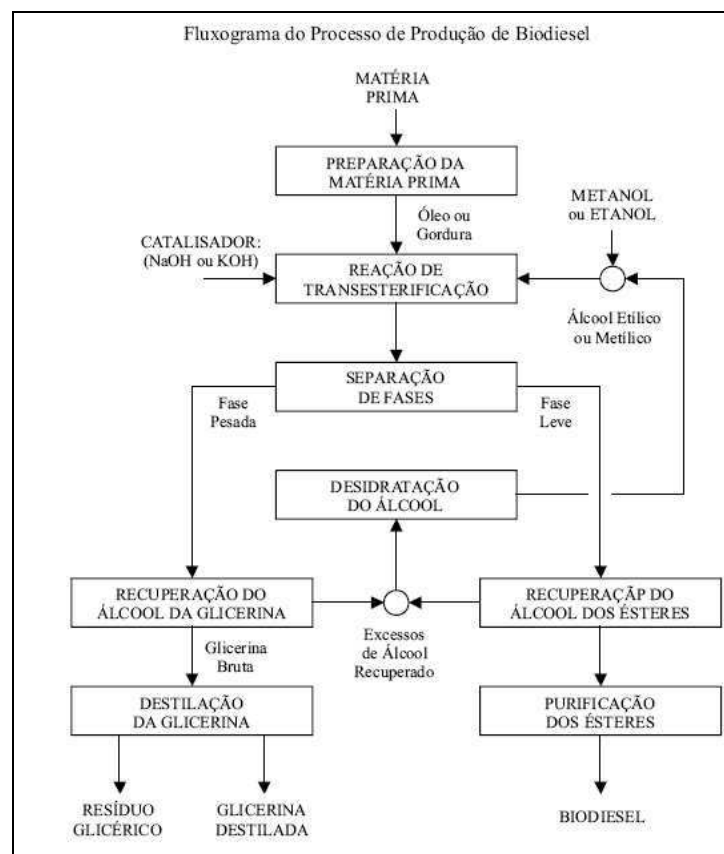 Fluxograma do Processo de Produção de Biodiesel
MATÉRIA
PRIMA
PREPARAÇÃO DA
MATÉRIA PRIMA
METANOL
ou ETANOL
Óleo ou
Gordura
CATALISADOR:
(NaOH ou KOH)
REAÇÃO DE
TRANSESTERIFICAÇÃO
Álcool Etílico
ou Metílico
SEPARAÇÃO
DE FASES
Fase
Pesada
Fase
Leve
DESIDRATAÇÃO
DO ÁLCOOL
RECUPERAÇÃO DO
ÁLCOOL DA GLICERINA
RECUPERAÇÃP DO
ÁLCOOL DOS ÉSTERES
Glicerina
Bruta
Excessos
de Álcool
Recuperado
DESTILAÇÃO
DA GLICERINA
PURIFICAÇÃO
DOS ÉSTERES
RESÍDUO
GLICÉRICO
GLICERINA
DESTILADA
BIODIESEL